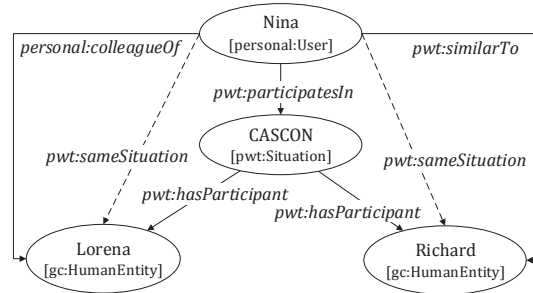 Nina
[personal:User]
personal:colleagueOf
pwt:similarTo
pwt:participatesIn
CASCON
[pwt:Situation]
pwt:sameSituation
pwt:sameSituation
pwt:hasParticipant
pwt:hasParticipant
Lorena
[gc:HumanEntity]
Richard
[gc:HumanEntity]